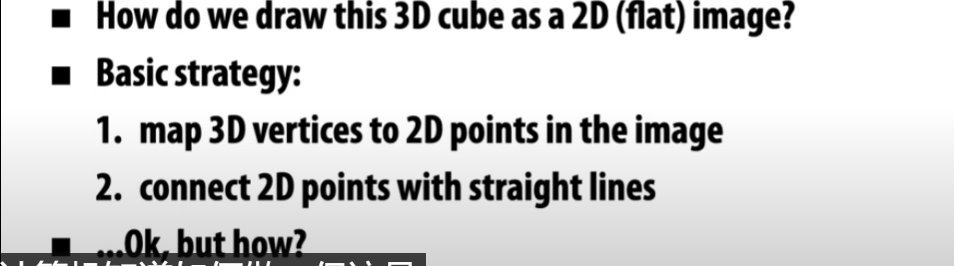 ■ How do we draw this 3D cube as a 2D (flat) image?
■ Basic strategy:
1. map 3D vertices to 2D points in the image
2. connect 2D points with straight lines
■ ...Ok, but how?